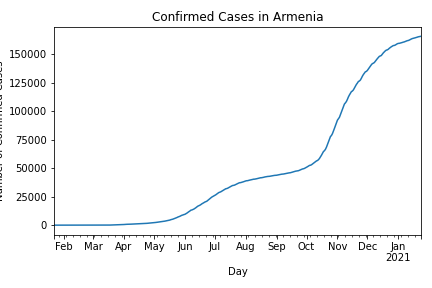 Confirmed Cases in Armenia
Number of Confirmed Cases
150000
125000
100000
75000
50000
25000
0
Feb Mar Apr May Jun Jul Aug Sep Oct Nov Dec Jan
2021
Day